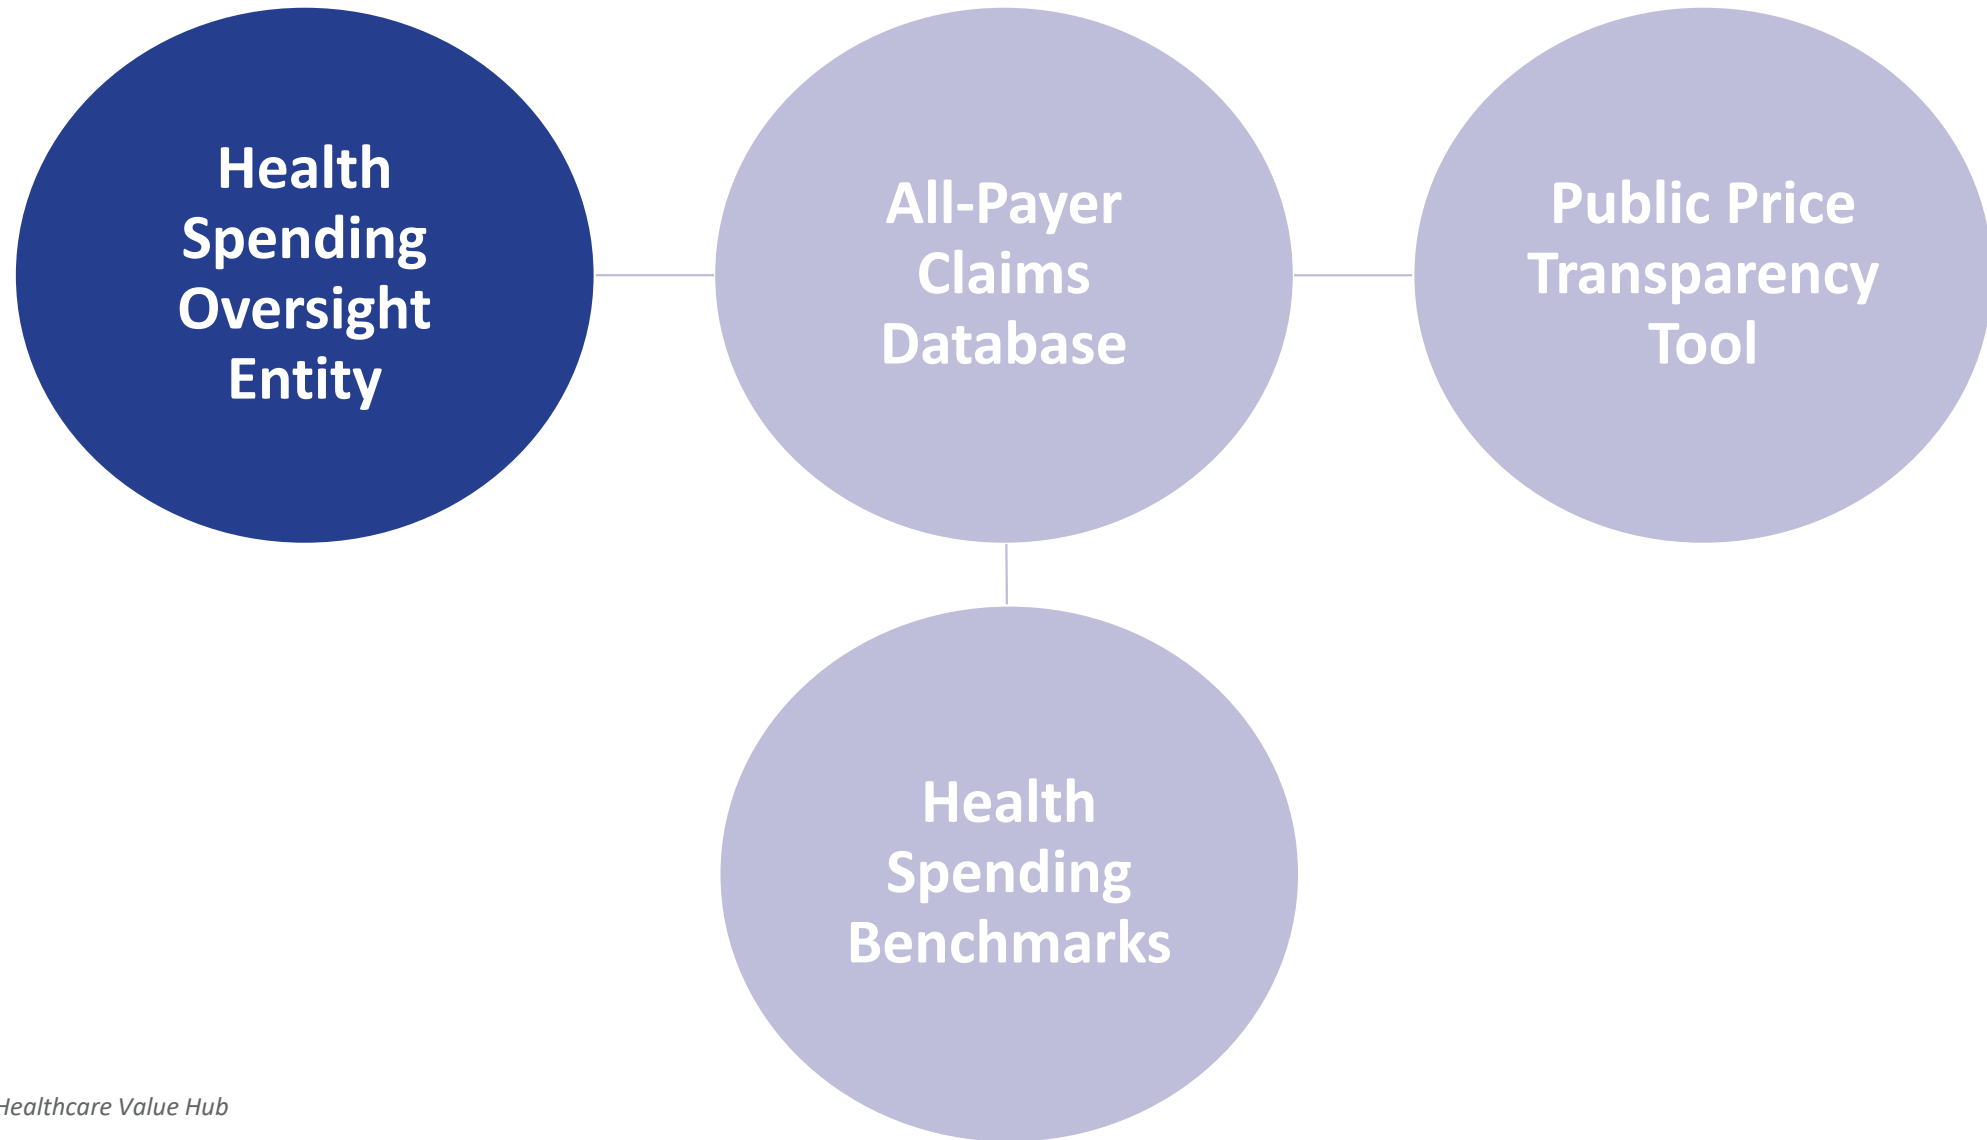 Health
Spending
Oversight
Entity
All-Payer
Claims
Database
Public Price
Transparency
Tool
Health
Spending
Benchmarks
Healthcare Value Hub